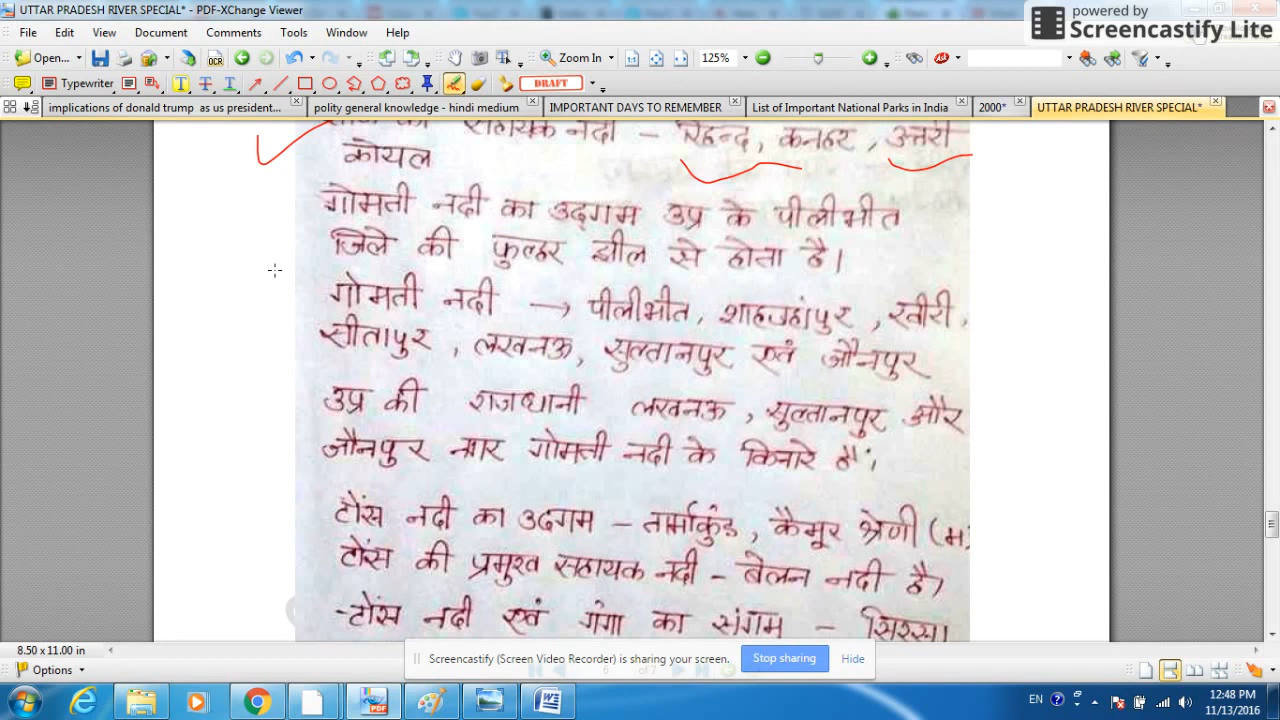 UTTAR PRADESH RIVER SPECIAL* - PDF-XChange Viewer
powered by
Screencastify Lite
File Edit View Document Comments Tools Window Help
Open... OCR Zoom In 125%
Typewriter T T T DRAFT
implications of donald trump as us president... polity general knowledge - hindi medium IMPORTANT DAYS TO REMEMBER List of Important National Parks in India 2000* UTTAR PRADESH RIVER SPECIAL*
सहायक नदी – रिहन्द, कनहर, उत्तरी
कोयल
गोमती नदी का उद्गम उप्र के पीलीभीत
जिले की फुल्हर झील से होता है।
गोमती नदी → पीलीभीत, शाहजहांपुर, खीरी,
सीतापुर, लखनऊ, सुल्तानपुर एवं जौनपुर
उप्र की राजधानी लखनऊ, सुल्तानपुर और
जौनपुर नगर गोमती नदी के किनारे है।
टोंस नदी का उदगम – तार्माकुंड, कैमूर श्रेणी (म
टोंस की प्रमुख सहायक नदी – बेलन नदी है।
-टोंस नदी एवं गंगा का संगम – सिरसा
8.50 x 11.00 in
Screencastify (Screen Video Recorder) is sharing your screen. Stop sharing Hide
Options
EN 12:48 PM
11/13/2016